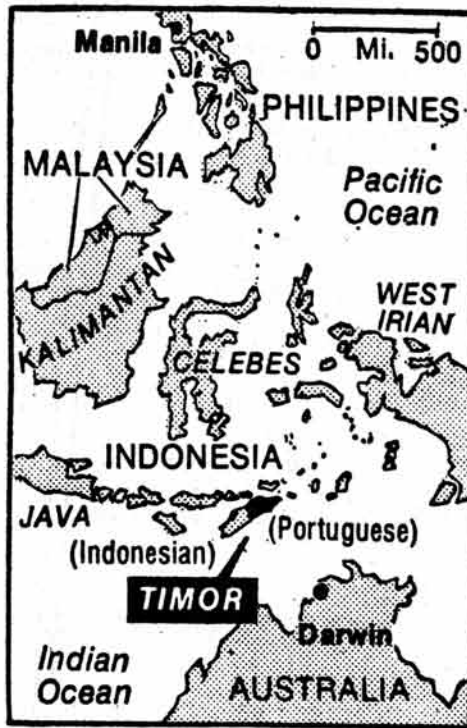 Manila
0 Mi. 500
PHILIPPINES
MALAYSIA
Pacific
Ocean
KALIMANTAN
WEST
IRIAN
CELEBES
INDONESIA
JAVA
(Indonesian)
(Portuguese)
TIMOR
Darwin
Indian
Ocean
AUSTRALIA